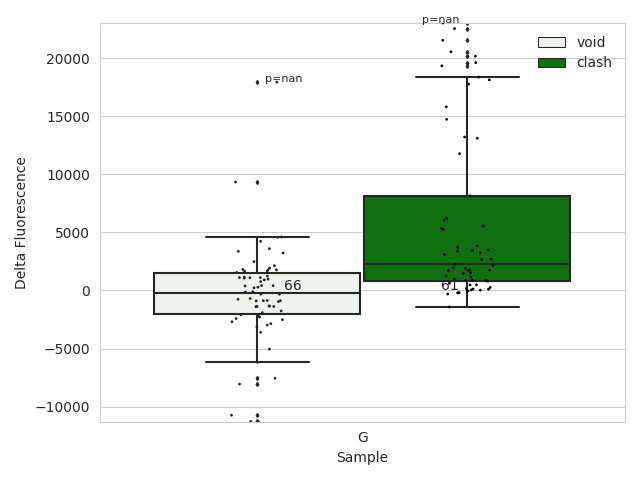 p=nan
void
clash
p=nan
20000
15000
10000
5000
0
−5000
−10000
66
61
Delta Fluorescence
G
Sample